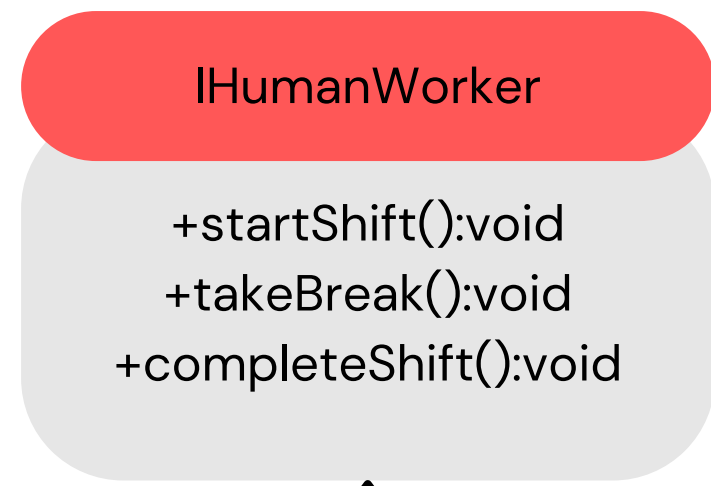 IHumanWorker
+startShift():void
+takeBreak():void
+completeShift():void